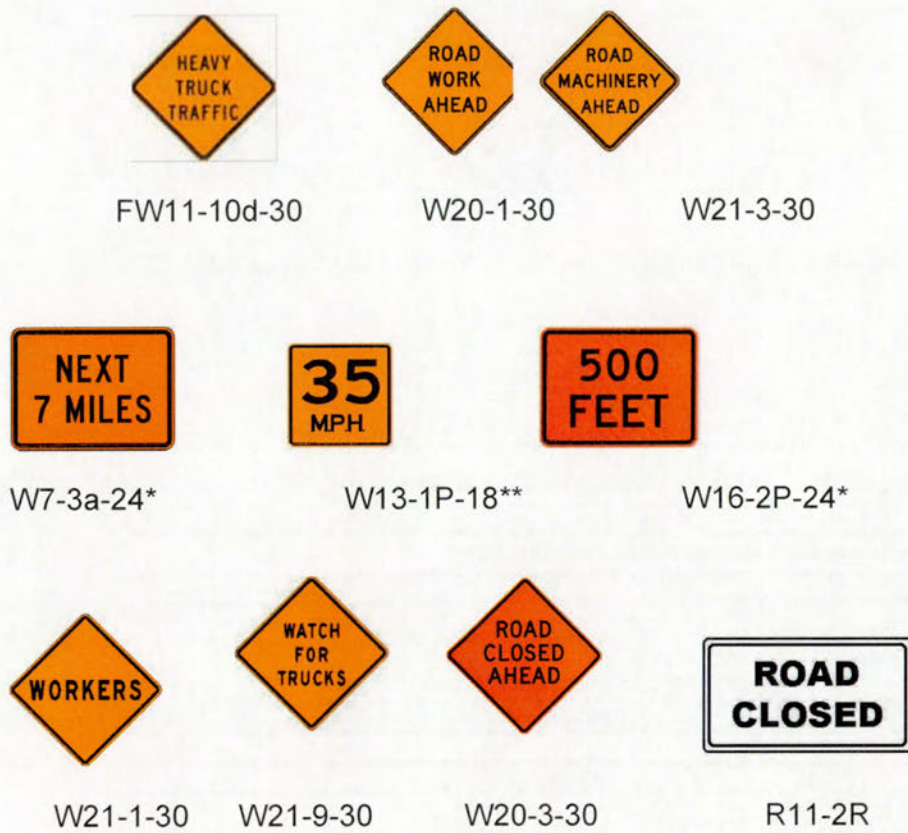 HEAVY
TRUCK
TRAFFIC
ROAD
WORK
AHEAD
ROAD
MACHINERY
AHEAD
FW11-10d-30
W20-1-30
W21-3-30
NEXT
7 MILES
35
MPH
500
FEET
W7-3a-24*
W13-1P-18**
W16-2P-24*
WORKERS
WATCH
FOR
TRUCKS
ROAD
CLOSED
AHEAD
ROAD
CLOSED
W21-1-30
W21-9-30
W20-3-30
R11-2R